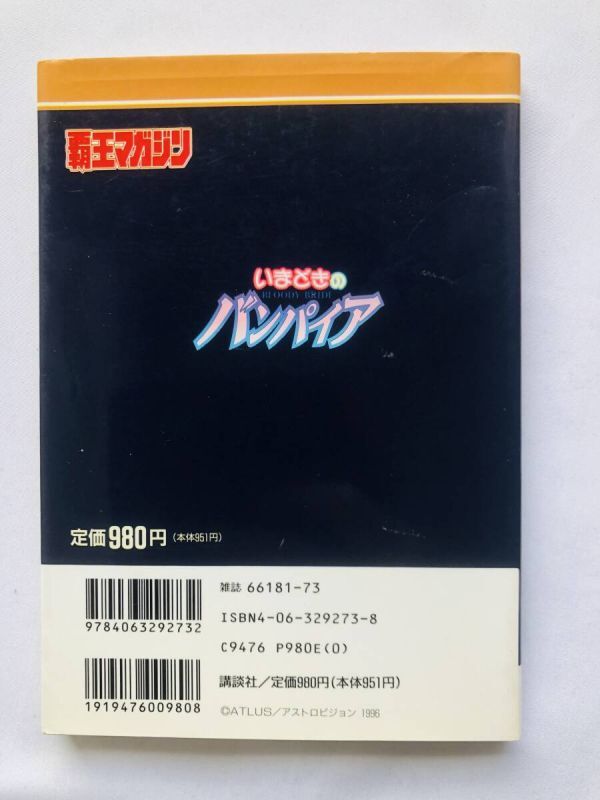 覇王マガジン
いまどきの
BLOODY BRIDE
バンパイア
定価980円(本体951円)
9784063292732
雑誌 66181-73
ISBN4-06-329273-8
C9476 P980E(0)
1919476009808
講談社/定価980円(本体951円)
©ATLUS/アストロビジョン 1996